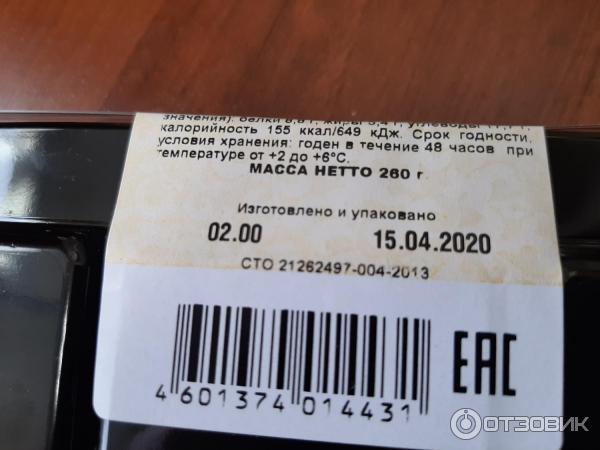 значения): белки
калорийность 155 ккал/649 кДж. Срок годности,
условия хранения: годен в течение 48 часов при
температуре от +2 до +6°С.
МАССА НЕТТО 260 г.
Изготовлено и упаковано
02.00 15.04.2020
СТО 21262497-004-2013
EAC
4 601374 014431
ОТЗОВИК